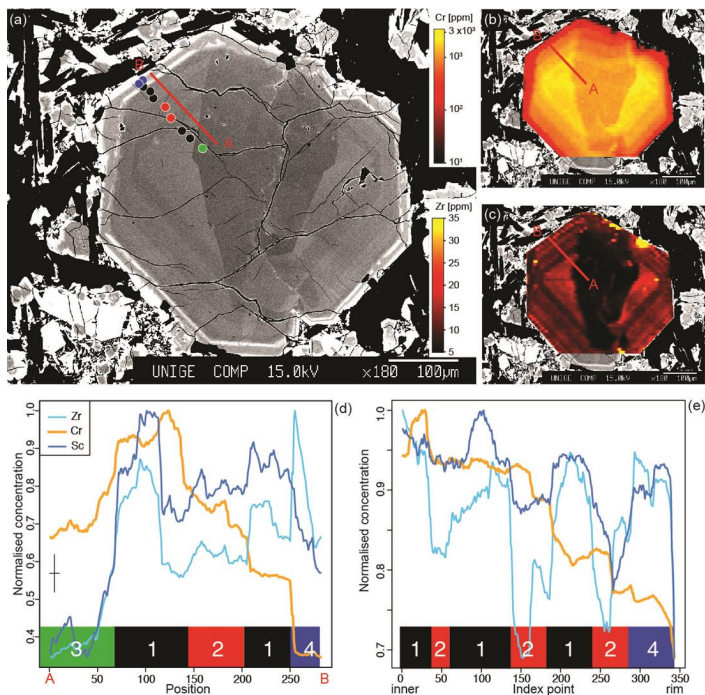 (a)
Cr [ppm]
3 x10³
10³
10²
10¹
Zr [ppm]
35
30
25
20
15
10
5
B
A
UNIGE COMP 15.0kV ×180 100μm
(b)
B
A
UNIGE COMP 15.0kV ×180 100μm
(c)
B
A
UNIGE COMP 15.0kV ×180 100μm
(d)
Zr
Cr
Sc
Normalised concentration
1.0
0.9
0.8
0.7
0.6
0.5
0.4
3 1 2 1 4
0 50 100 150 200 250
A Position B
(e)
Normalised concentration
1.0
0.9
0.8
0.7
1 2 1 2 1 2 4
0 50 100 150 200 250 300 350
inner Index point rim